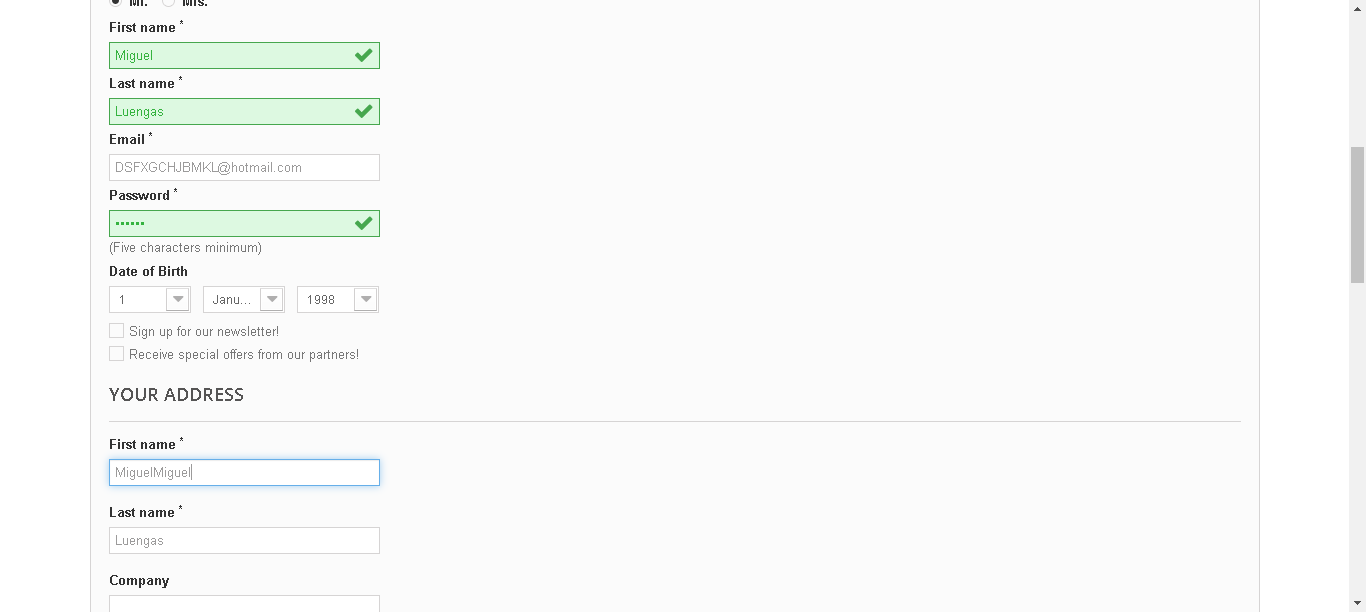 Mr. Mrs.
First name *
Miguel
Last name *
Luengas
Email *
DSFXGCHJBMKL@hotmail.com
Password *
••••••
(Five characters minimum)
Date of Birth
1 Janu... 1998
Sign up for our newsletter!
Receive special offers from our partners!
YOUR ADDRESS
First name *
MiguelMiguel
Last name *
Luengas
Company